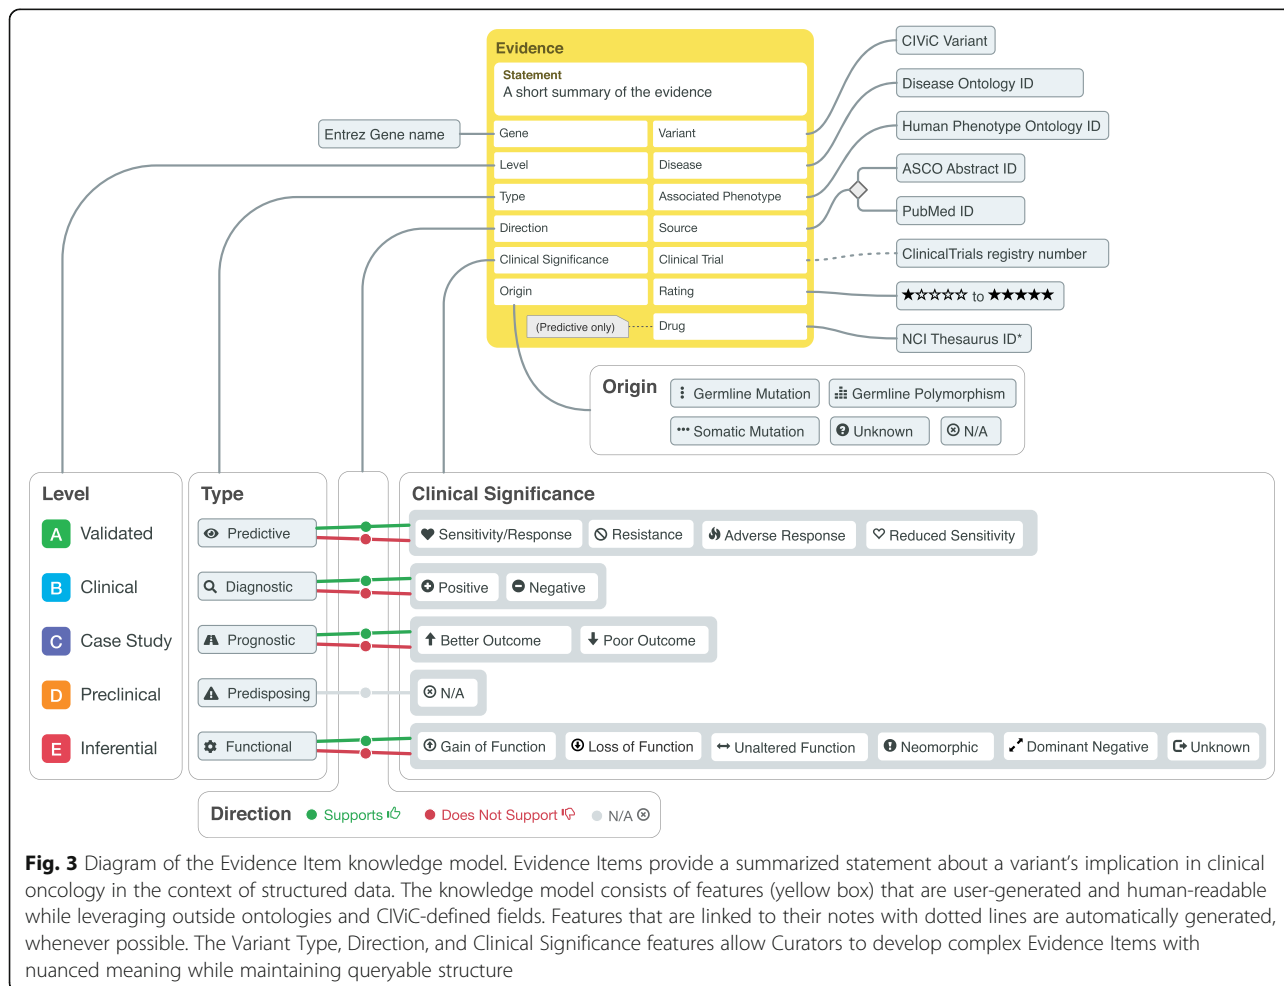 Evidence
Statement
A short summary of the evidence
Gene
Variant
Level
Disease
Type
Associated Phenotype
Direction
Source
Clinical Significance
Clinical Trial
Origin
Rating
(Predictive only)
Drug
Entrez Gene name
CIViC Variant
Disease Ontology ID
Human Phenotype Ontology ID
ASCO Abstract ID
PubMed ID
ClinicalTrials registry number
★☆☆☆☆ to ★★★★★
NCI Thesaurus ID*
Origin
Germline Mutation
Germline Polymorphism
Somatic Mutation
Unknown
N/A
Level
A Validated
B Clinical
C Case Study
D Preclinical
E Inferential
Type
Predictive
Diagnostic
Prognostic
Predisposing
Functional
Clinical Significance
Sensitivity/Response
Resistance
Adverse Response
Reduced Sensitivity
Positive
Negative
Better Outcome
Poor Outcome
N/A
Gain of Function
Loss of Function
Unaltered Function
Neomorphic
Dominant Negative
Unknown
Direction
Supports
Does Not Support
N/A
Fig. 3 Diagram of the Evidence Item knowledge model. Evidence Items provide a summarized statement about a variant's implication in clinical
oncology in the context of structured data. The knowledge model consists of features (yellow box) that are user-generated and human-readable
while leveraging outside ontologies and CIViC-defined fields. Features that are linked to their notes with dotted lines are automatically generated,
whenever possible. The Variant Type, Direction, and Clinical Significance features allow Curators to develop complex Evidence Items with
nuanced meaning while maintaining queryable structure